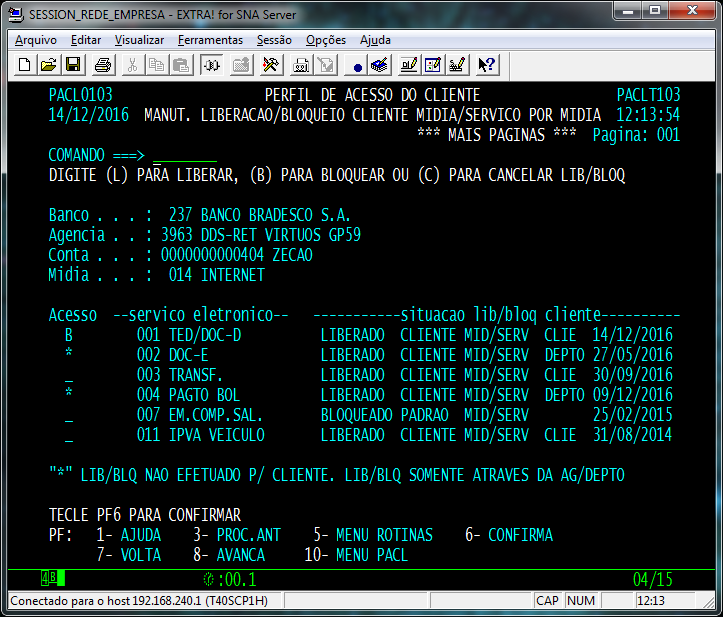 SESSION_REDE_EMPRESA - EXTRA! for SNA Server
Arquivo Editar Visualizar Ferramentas Sessão Opções Ajuda
PACL0103 PERFIL DE ACESSO DO CLIENTE PACLT103
14/12/2016 MANUT. LIBERACAO/BLOQUEIO CLIENTE MIDIA/SERVICO POR MIDIA 12:13:54
*** MAIS PAGINAS *** Pagina: 001
COMANDO ===> ________
DIGITE (L) PARA LIBERAR, (B) PARA BLOQUEAR OU (C) PARA CANCELAR LIB/BLOQ
Banco . . . : 237 BANCO BRADESCO S.A.
Agencia . . : 3963 DDS-RET VIRTUOS GP59
Conta . . . : 0000000000404 ZECAO
Midia . . . : 014 INTERNET
Acesso --servico eletronico-- -----------situacao lib/bloq cliente----------
B 001 TED/DOC-D LIBERADO CLIENTE MID/SERV CLIE 14/12/2016
* 002 DOC-E LIBERADO CLIENTE MID/SERV DEPTO 27/05/2016
_ 003 TRANSF. LIBERADO CLIENTE MID/SERV CLIE 30/09/2016
* 004 PAGTO BOL LIBERADO CLIENTE MID/SERV DEPTO 09/12/2016
_ 007 EM.COMP.SAL. BLOQUEADO PADRAO MID/SERV 25/02/2015
_ 011 IPVA VEICULO LIBERADO CLIENTE MID/SERV CLIE 31/08/2014
"*" LIB/BLQ NAO EFETUADO P/ CLIENTE. LIB/BLQ SOMENTE ATRAVES DA AG/DEPTO
TECLE PF6 PARA CONFIRMAR
PF: 1- AJUDA 3- PROC.ANT 5- MENU ROTINAS 6- CONFIRMA
7- VOLTA 8- AVANCA 10- MENU PACL
4B :00.1 04/15
Conectado para o host 192.168.240.1 (T40SCP1H) CAP NUM 12:13